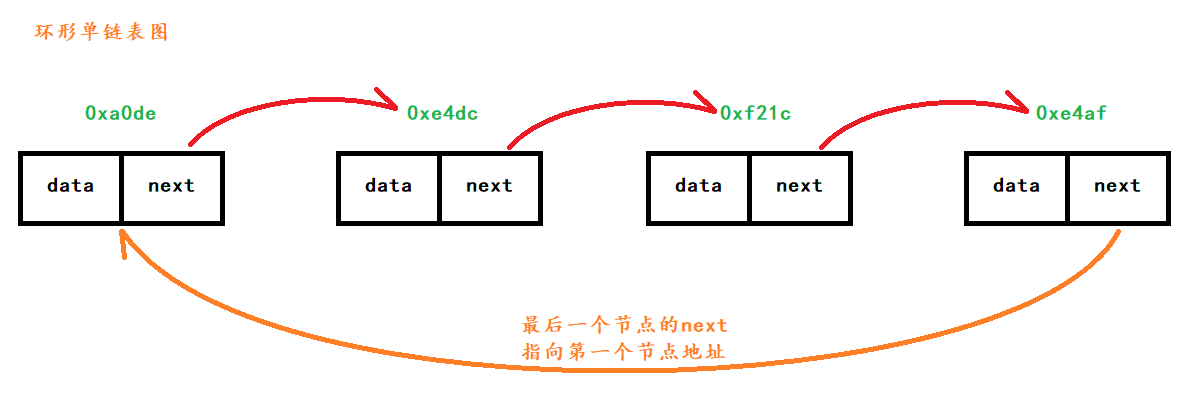 环形单链表图
0xa0de 0xe4dc 0xf21c 0xe4af
data next data next data next data next
最后一个节点的next
指向第一个节点地址